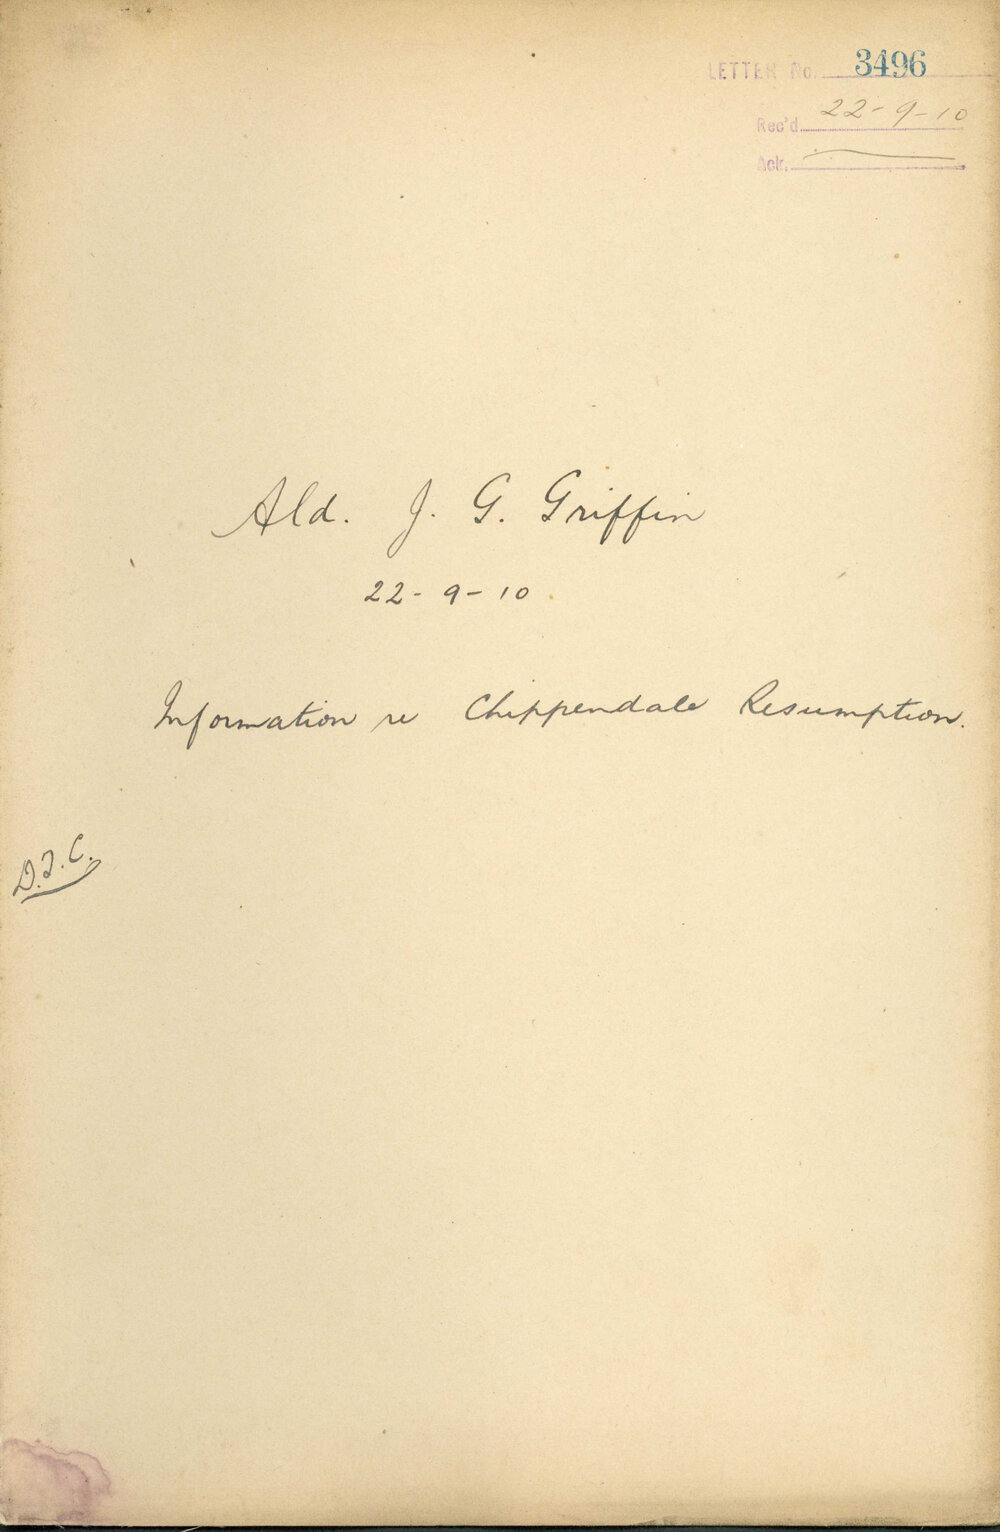 LETTER No. 3496
Rec'd 22-9-10
Ack.
Ald. J. G. Griffin
22-9-10
Information re Chippendale Resumption.
D.J.C.